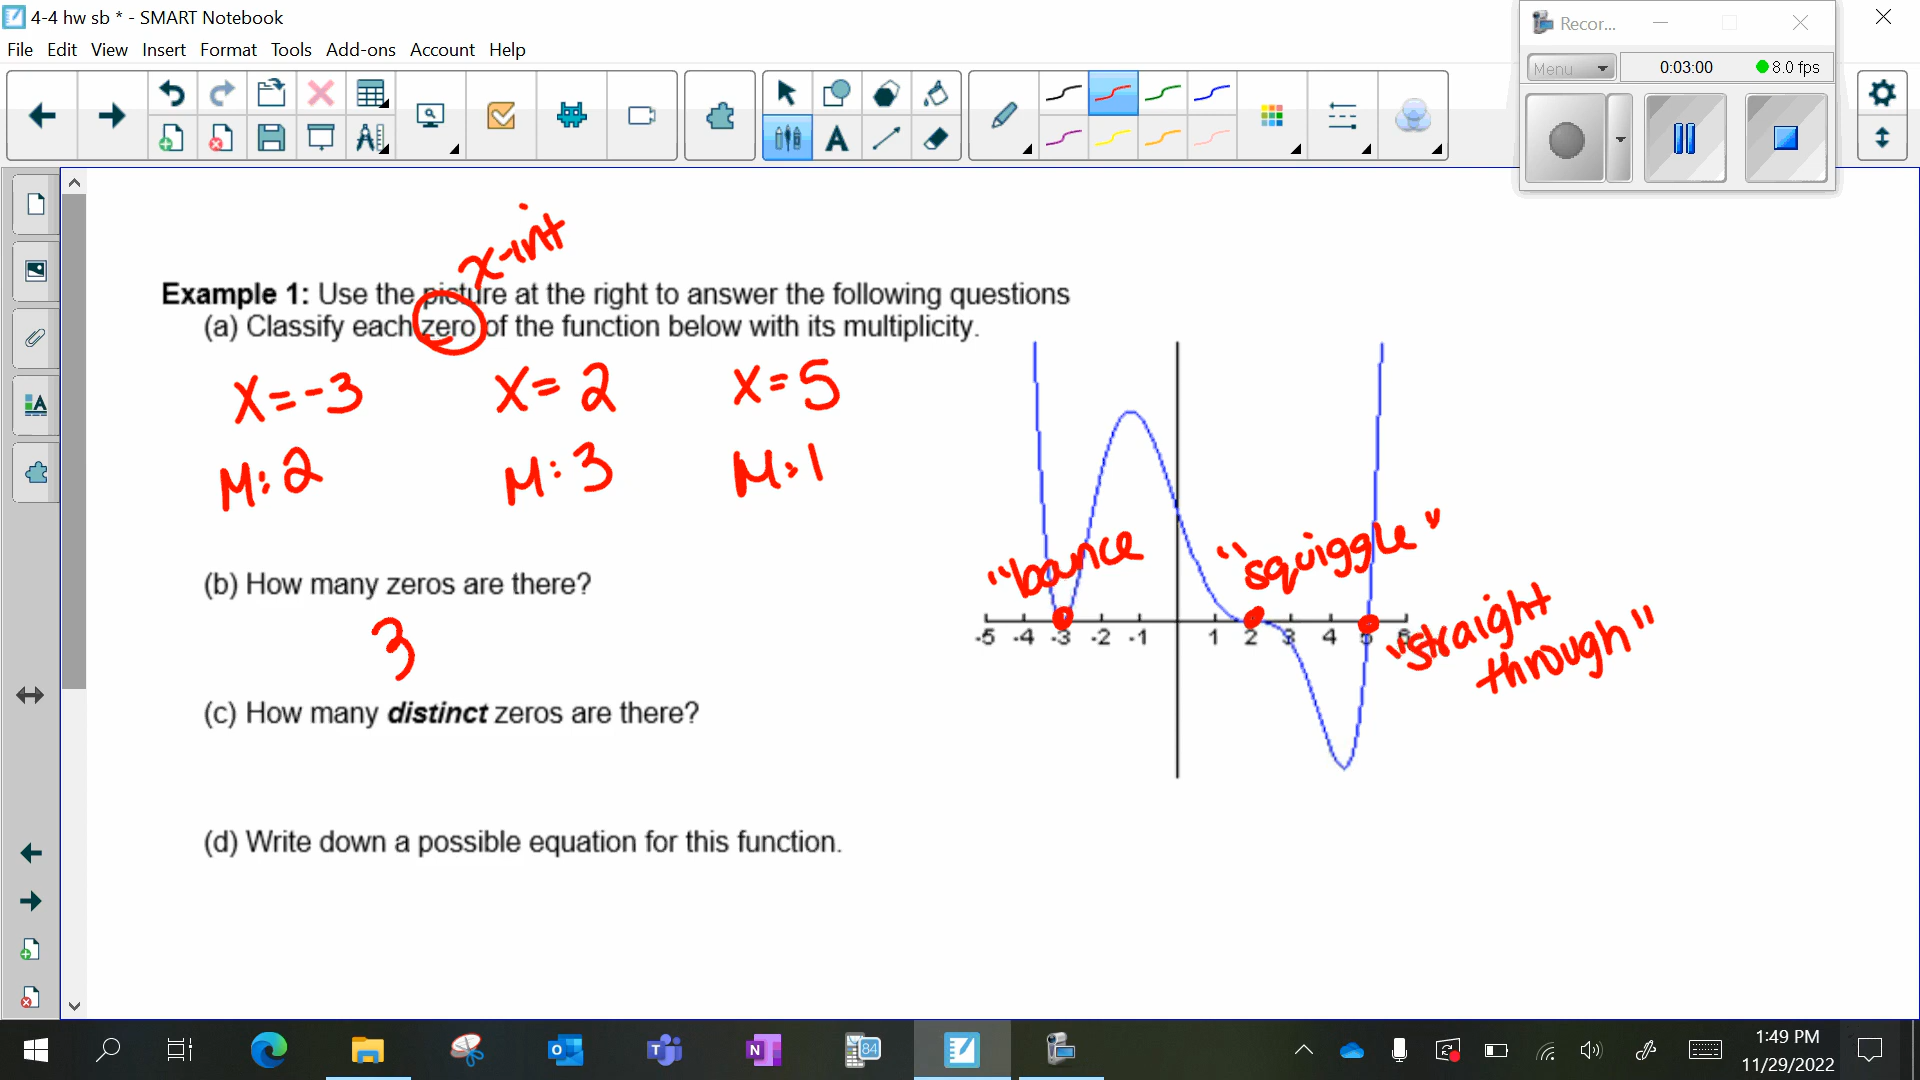 4-4 hw sb * - SMART Notebook
File Edit View Insert Format Tools Add-ons Account Help
Recor...
Menu
0:03:00
8.0 fps
x-int
Example 1: Use the picture at the right to answer the following questions
(a) Classify each zero of the function below with its multiplicity.
X=-3 X=2 X=5
M:2 M:3 M:1
"bounce
"squiggle"
"straight
through"
-5 -4 -3 -2 -1 1 2 3 4 5 6
(b) How many zeros are there?
3
(c) How many distinct zeros are there?
(d) Write down a possible equation for this function.
84
1:49 PM
11/29/2022